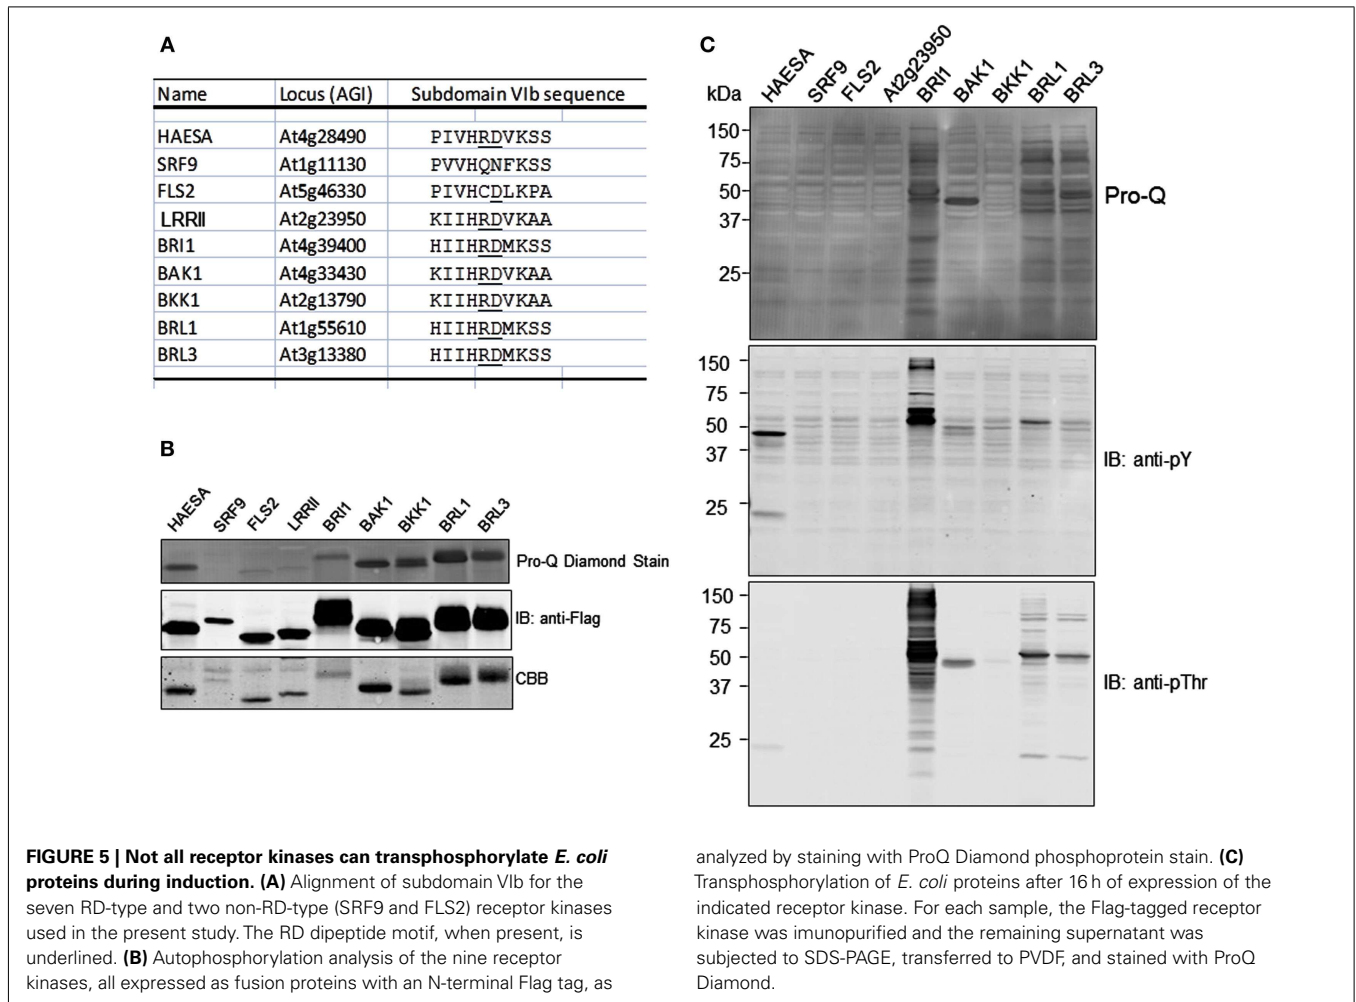 A
Name Locus (AGI) Subdomain VIb sequence
HAESA At4g28490 PIVHRDVKSS
SRF9 At1g11130 PVVHQNFKSS
FLS2 At5g46330 PIVHCDLKPA
LRRII At2g23950 KIIHRDVKAA
BRI1 At4g39400 HIIHRDMKSS
BAK1 At4g33430 KIIHRDVKAA
BKK1 At2g13790 KIIHRDVKAA
BRL1 At1g55610 HIIHRDMKSS
BRL3 At3g13380 HIIHRDMKSS
B
HAESA SRF9 FLS2 LRRII BRI1 BAK1 BKK1 BRL1 BRL3
Pro-Q Diamond Stain
IB: anti-Flag
CBB
C
kDa HAESA SRF9 FLS2 At2g23950 BRI1 BAK1 BKK1 BRL1 BRL3
150
75
50
37
25
Pro-Q
150
75
50
37
25
IB: anti-pY
150
75
50
37
25
IB: anti-pThr
FIGURE 5 | Not all receptor kinases can transphosphorylate E. coli
proteins during induction. (A) Alignment of subdomain VIb for the
seven RD-type and two non-RD-type (SRF9 and FLS2) receptor kinases
used in the present study. The RD dipeptide motif, when present, is
underlined. (B) Autophosphorylation analysis of the nine receptor
kinases, all expressed as fusion proteins with an N-terminal Flag tag, as
analyzed by staining with ProQ Diamond phosphoprotein stain. (C)
Transphosphorylation of E. coli proteins after 16 h of expression of the
indicated receptor kinase. For each sample, the Flag-tagged receptor
kinase was imunopurified and the remaining supernatant was
subjected to SDS-PAGE, transferred to PVDF, and stained with ProQ
Diamond.